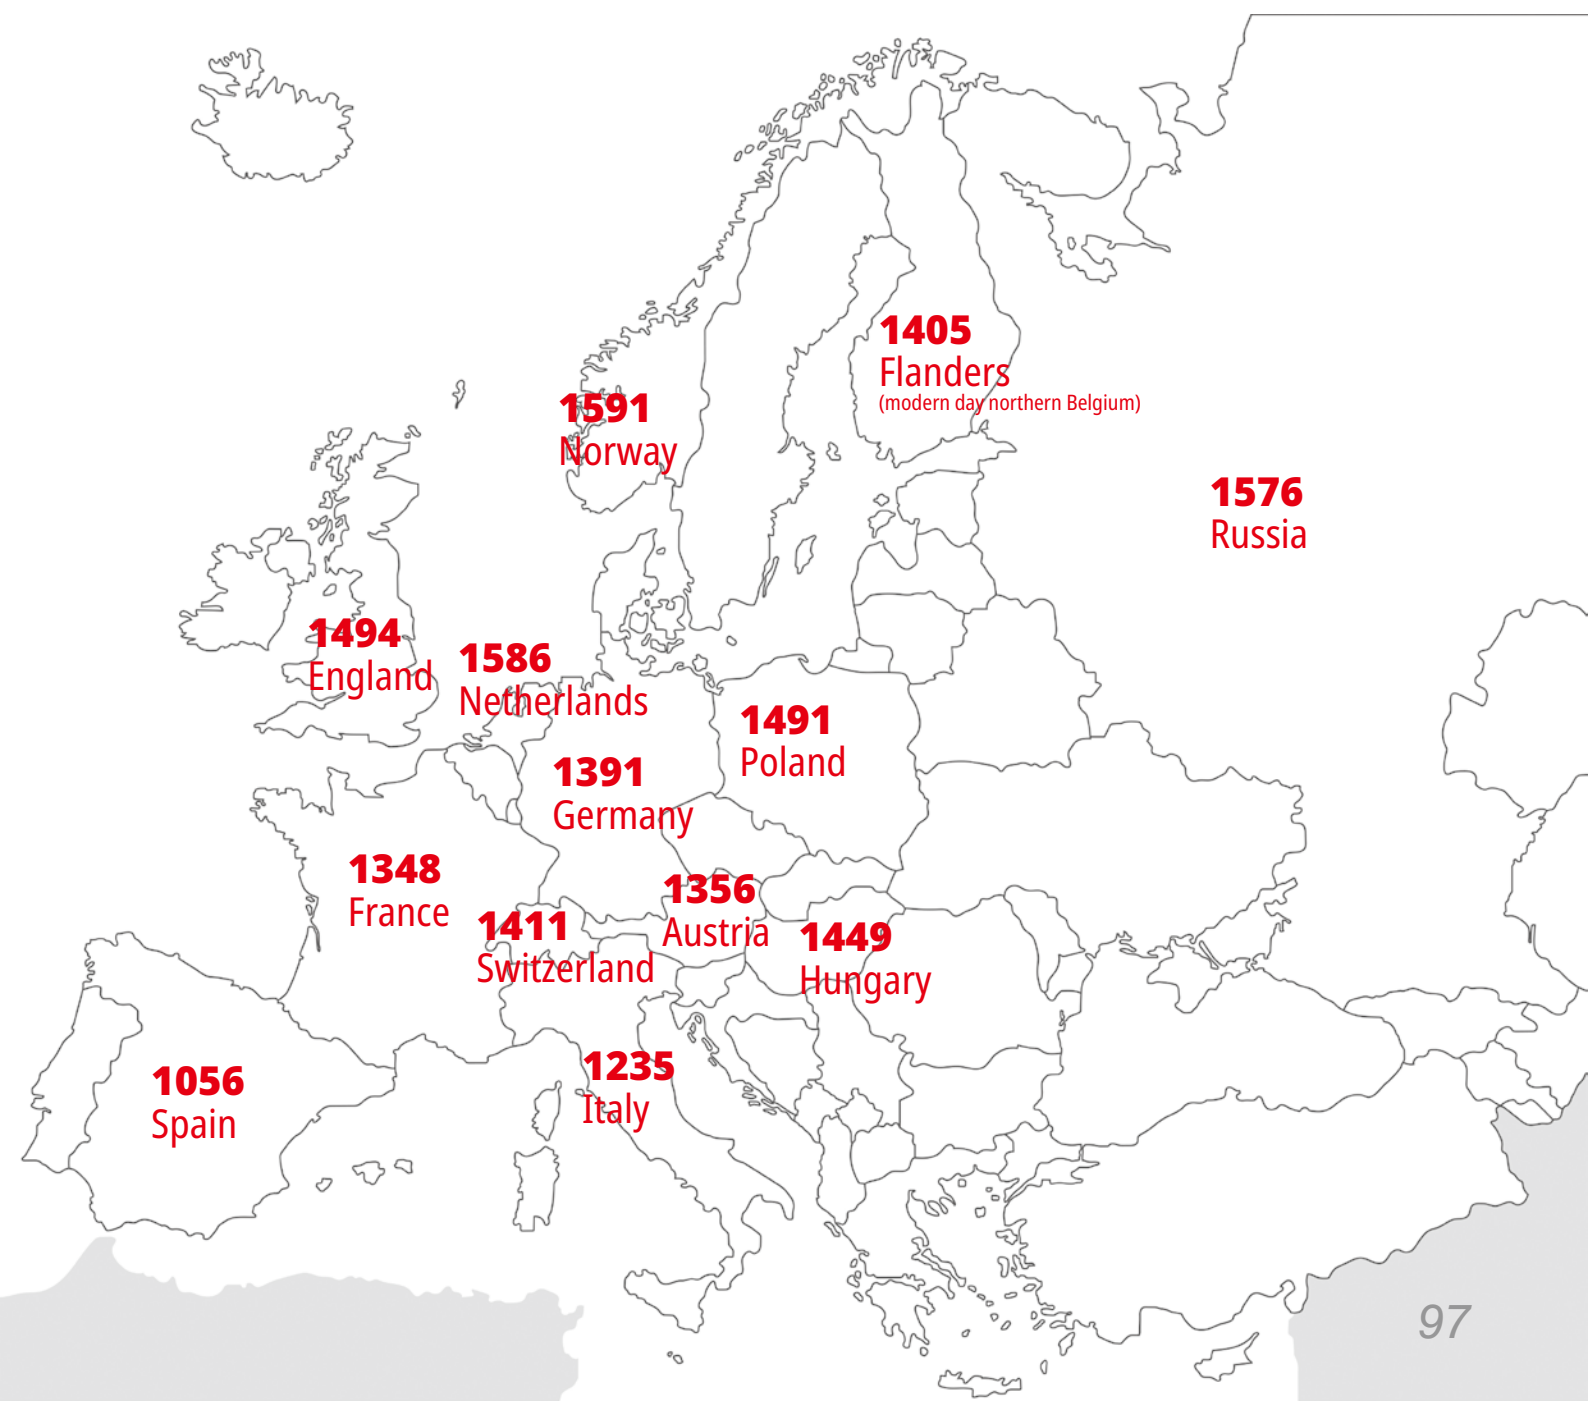 1405
Flanders
(modern day northern Belgium)
1591
Norway
1576
Russia
1494
England
1586
Netherlands
1491
Poland
1391
Germany
1348
France
1356
Austria
1411
Switzerland
1449
Hungary
1235
Italy
1056
Spain
97